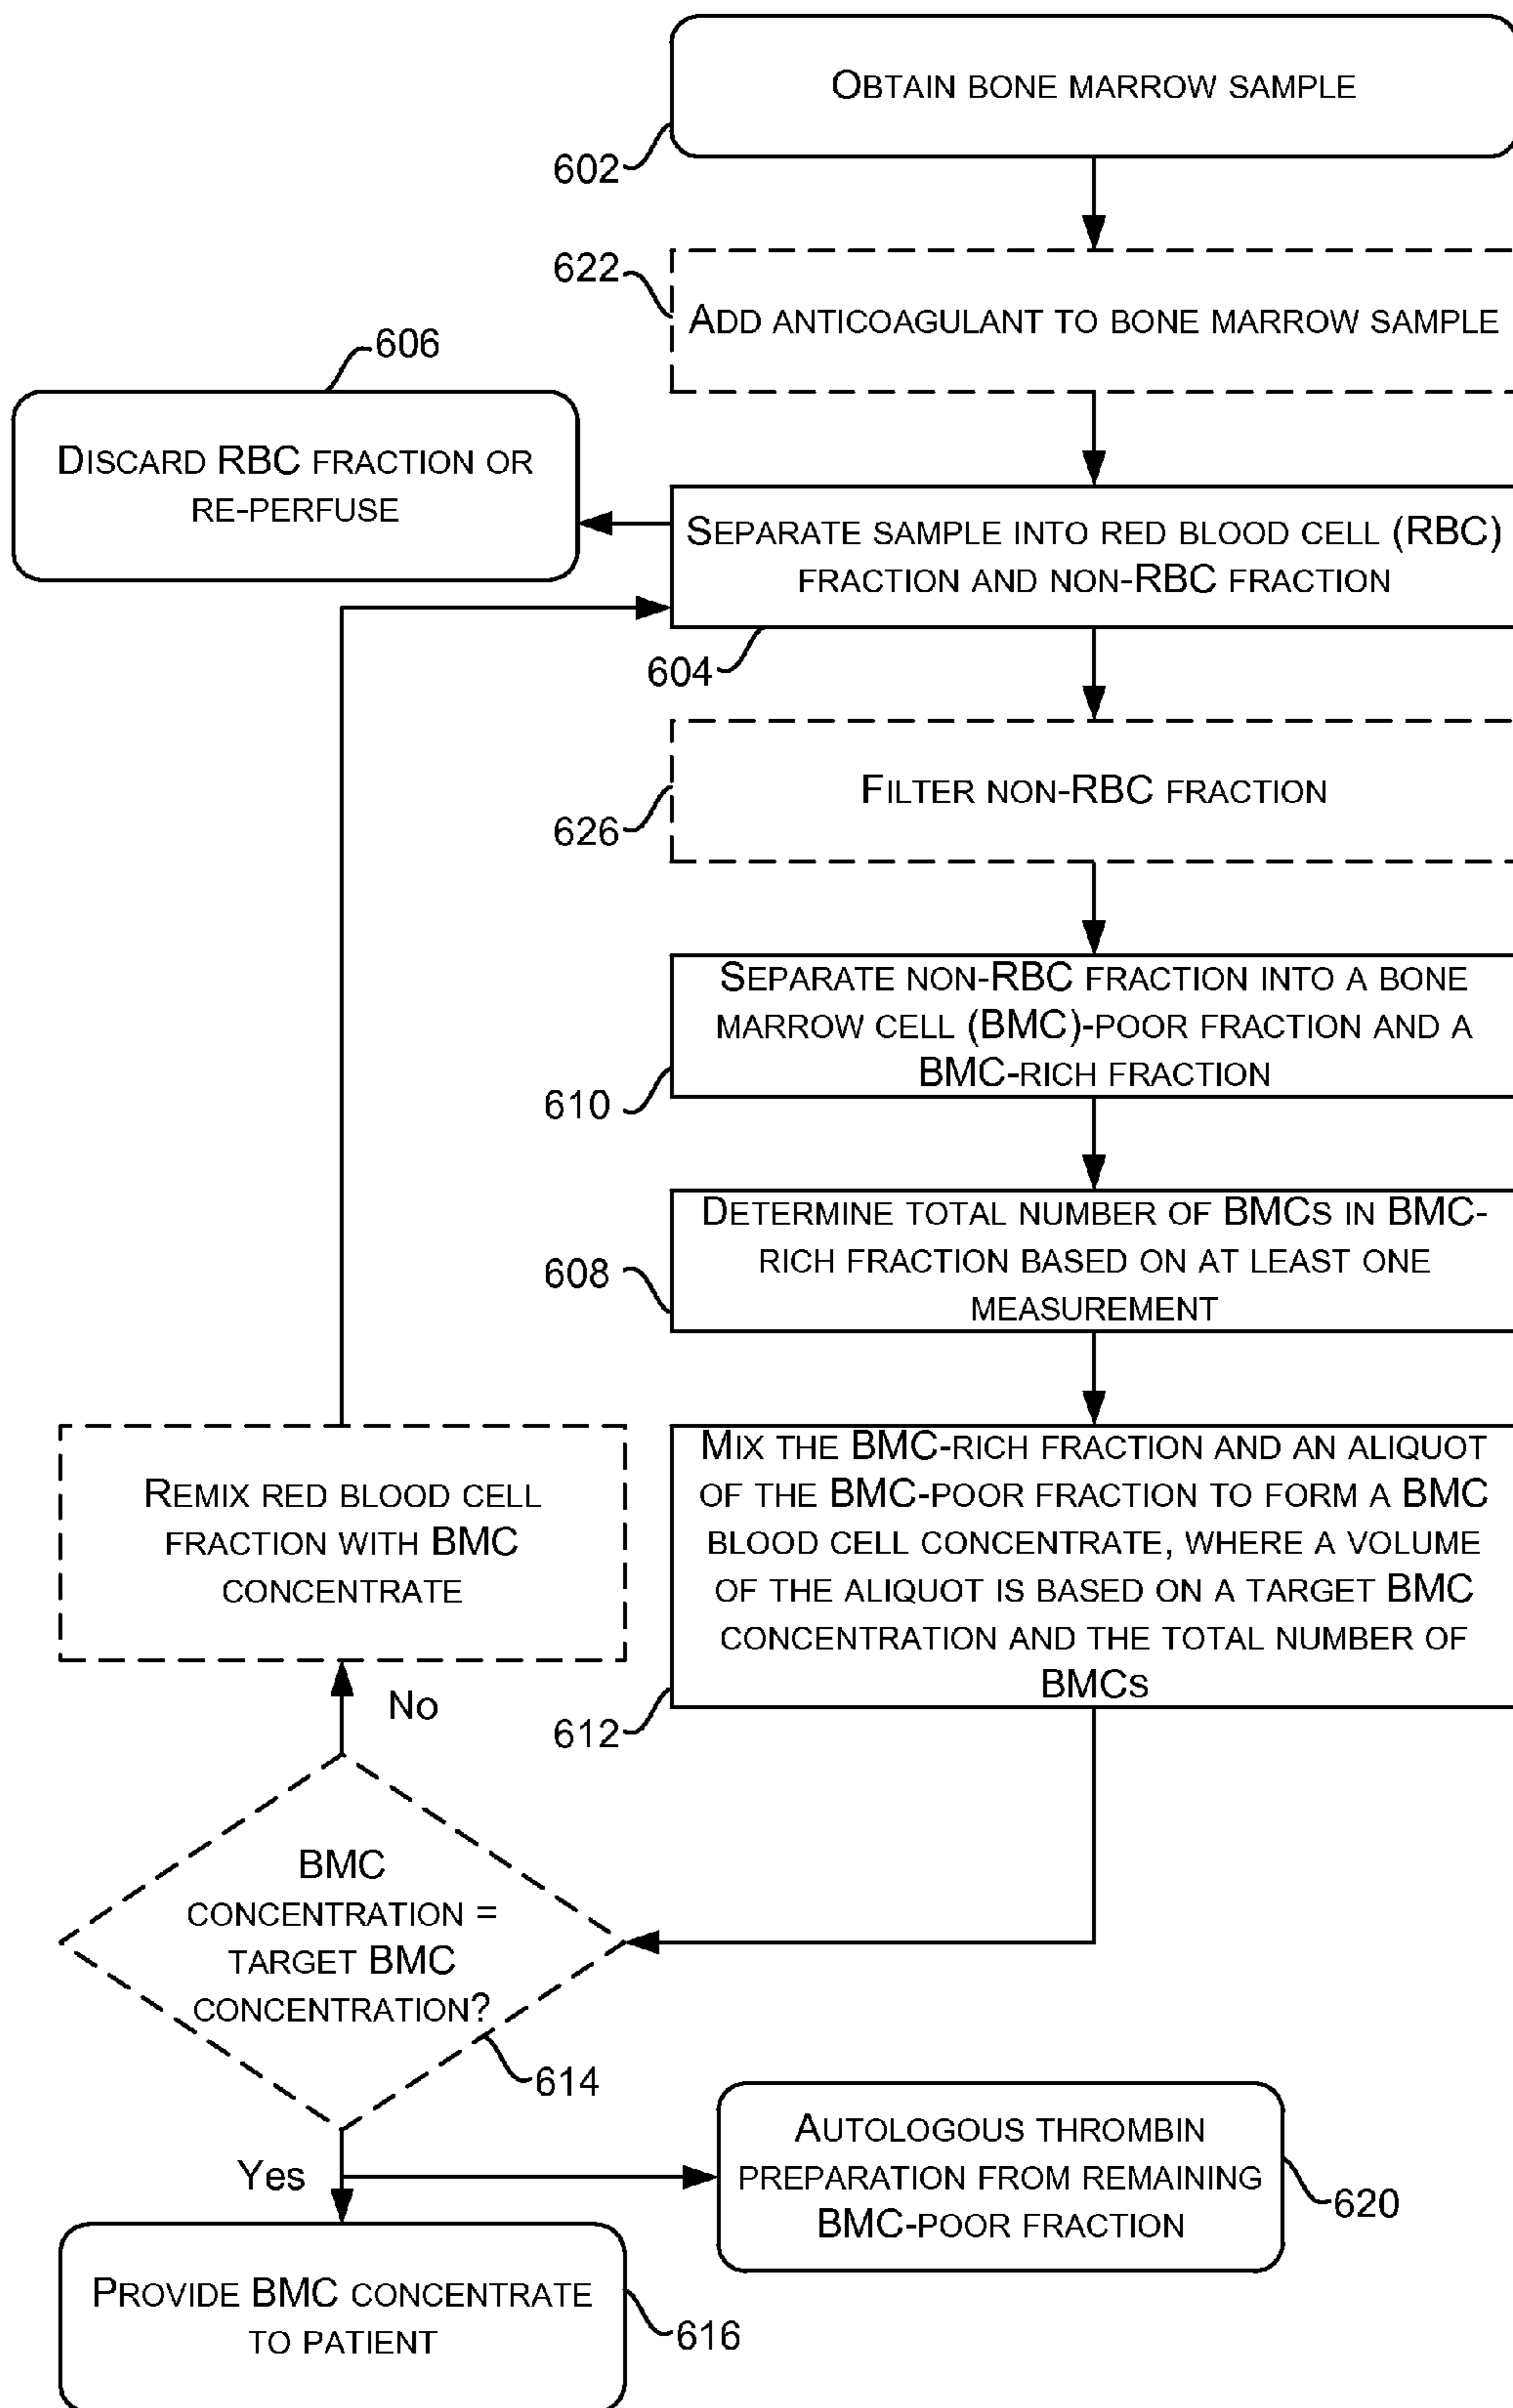 OBTAIN BONE MARROW SAMPLE
602
622
ADD ANTICOAGULANT TO BONE MARROW SAMPLE
606
DISCARD RBC FRACTION OR
RE-PERFUSE
SEPARATE SAMPLE INTO RED BLOOD CELL (RBC)
FRACTION AND NON-RBC FRACTION
604
FILTER NON-RBC FRACTION
626
SEPARATE NON-RBC FRACTION INTO A BONE
MARROW CELL (BMC)-POOR FRACTION AND A
BMC-RICH FRACTION
610
DETERMINE TOTAL NUMBER OF BMCS IN BMC-
RICH FRACTION BASED ON AT LEAST ONE
MEASUREMENT
608
MIX THE BMC-RICH FRACTION AND AN ALIQUOT
OF THE BMC-POOR FRACTION TO FORM A BMC
BLOOD CELL CONCENTRATE, WHERE A VOLUME
OF THE ALIQUOT IS BASED ON A TARGET BMC
CONCENTRATION AND THE TOTAL NUMBER OF
BMCS
612
REMIX RED BLOOD CELL
FRACTION WITH BMC
CONCENTRATE
No
BMC
CONCENTRATION =
TARGET BMC
CONCENTRATION?
614
Yes
AUTOLOGOUS THROMBIN
PREPARATION FROM REMAINING
BMC-POOR FRACTION
620
PROVIDE BMC CONCENTRATE
TO PATIENT
616